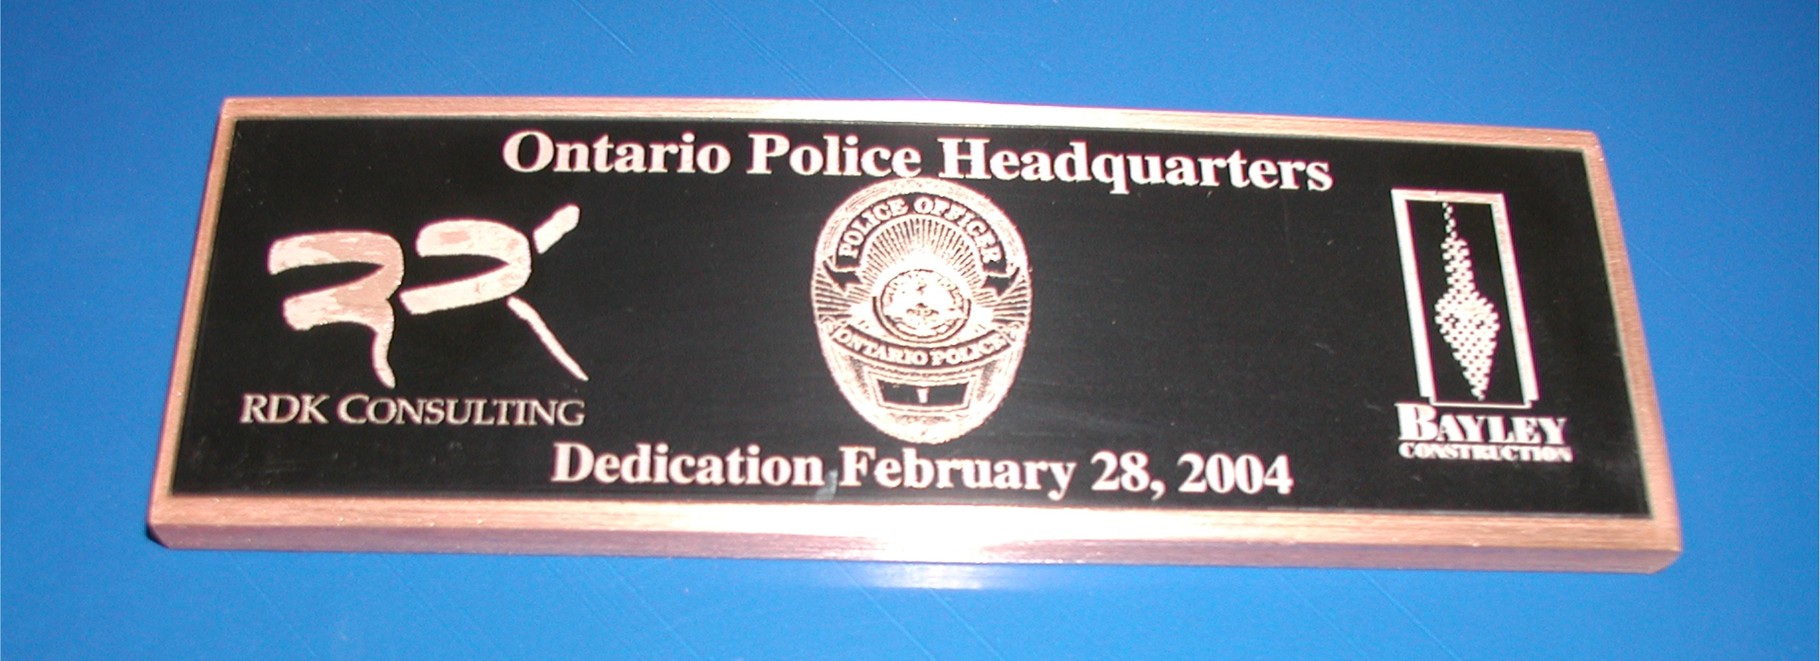 Ontario Police Headquarters
POLICE OFFICER
ONTARIO POLICE
RDK CONSULTING
BAYLEY
CONSTRUCTION
Dedication February 28, 2004